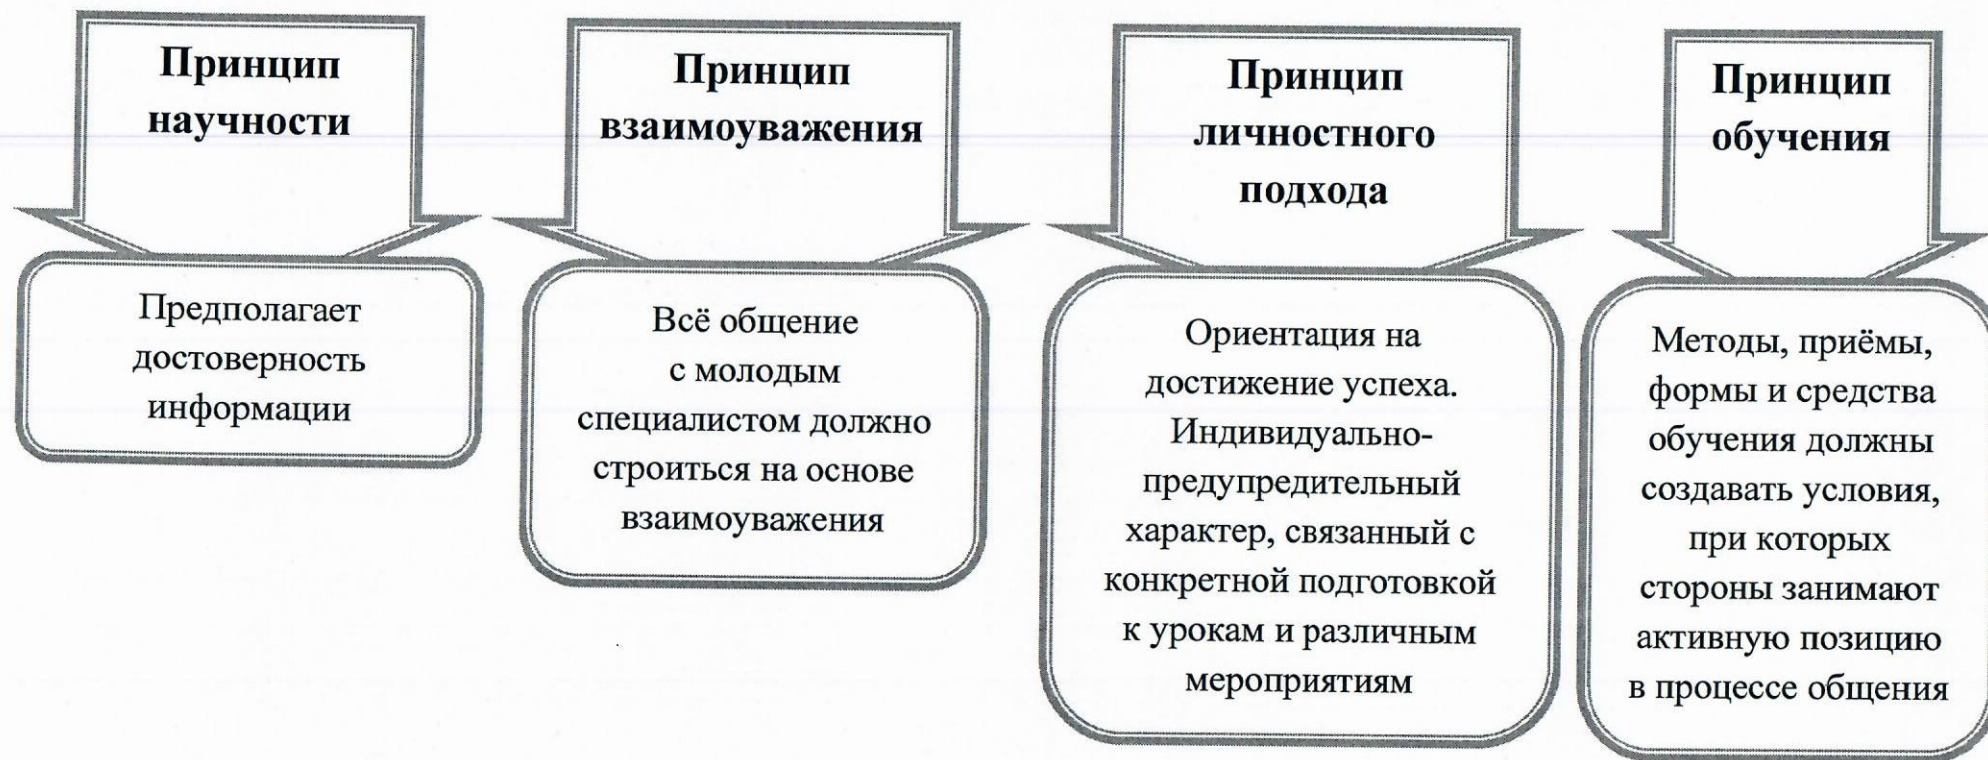 Принцип
научности
Предполагает
достоверность
информации
Принцип
взаимоуважения
Всё общение
с молодым
специалистом должно
строиться на основе
взаимоуважения
Принцип
личностного
подхода
Ориентация на
достижение успеха.
Индивидуально-
предупредительный
характер, связанный с
конкретной подготовкой
к урокам и различным
мероприятиям
Принцип
обучения
Методы, приёмы,
формы и средства
обучения должны
создавать условия,
при которых
стороны занимают
активную позицию
в процессе общения